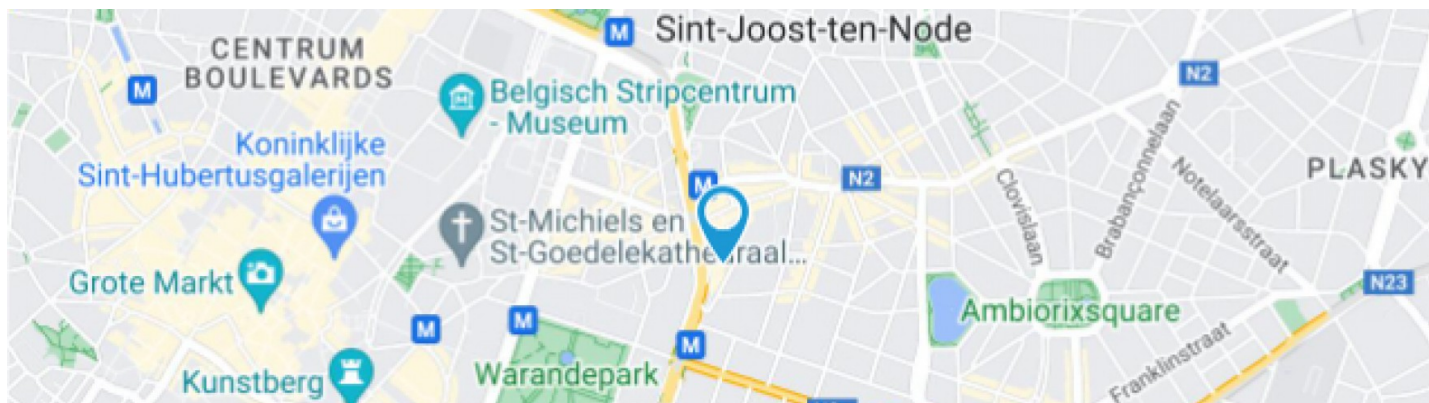 Sint-Joost-ten-Node
M
CENTRUM
BOULEVARDS
M
N2
Belgisch Stripcentrum
- Museum
Koninklijke
Sint-Hubertusgalerijen
M
N2
PLASKY
Clovislaan
Brabançonnelaan
Notelaarsstraat
St-Michiels en
St-Goedelekathedraal...
Grote Markt
N23
Ambiorixsquare
M
M
M
Warandepark
Franklinstraat
Kunstberg